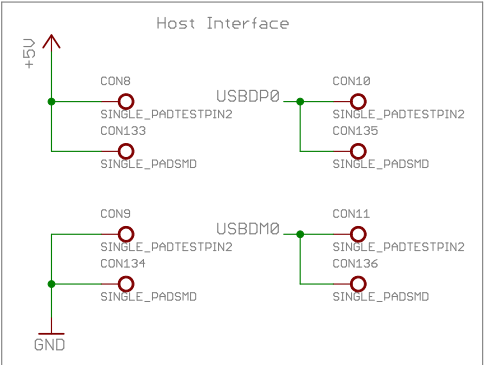 Host Interface
+5V
CON8
SINGLE_PADTESTPIN2
CON133
SINGLE_PADSMD
USBDP0
CON10
SINGLE_PADTESTPIN2
CON135
SINGLE_PADSMD
CON9
SINGLE_PADTESTPIN2
CON134
SINGLE_PADSMD
GND
USBDM0
CON11
SINGLE_PADTESTPIN2
CON136
SINGLE_PADSMD